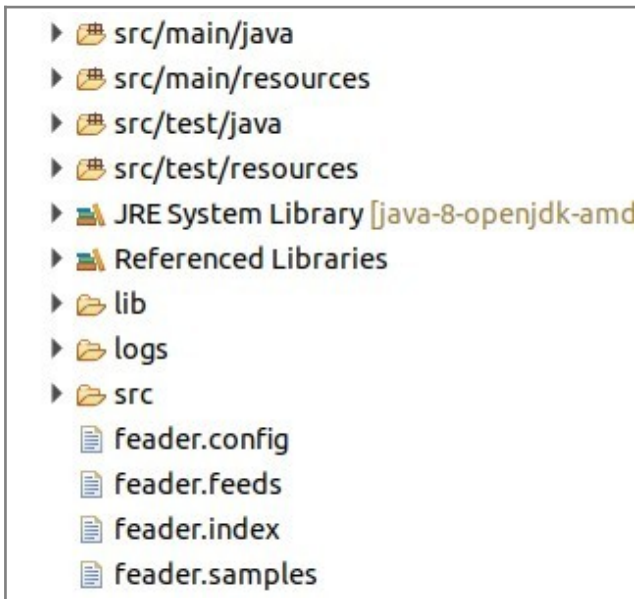 src/main/java
src/main/resources
src/test/java
src/test/resources
JRE System Library [java-8-openjdk-amd
Referenced Libraries
lib
logs
src
feader.config
feader.feeds
feader.index
feader.samples